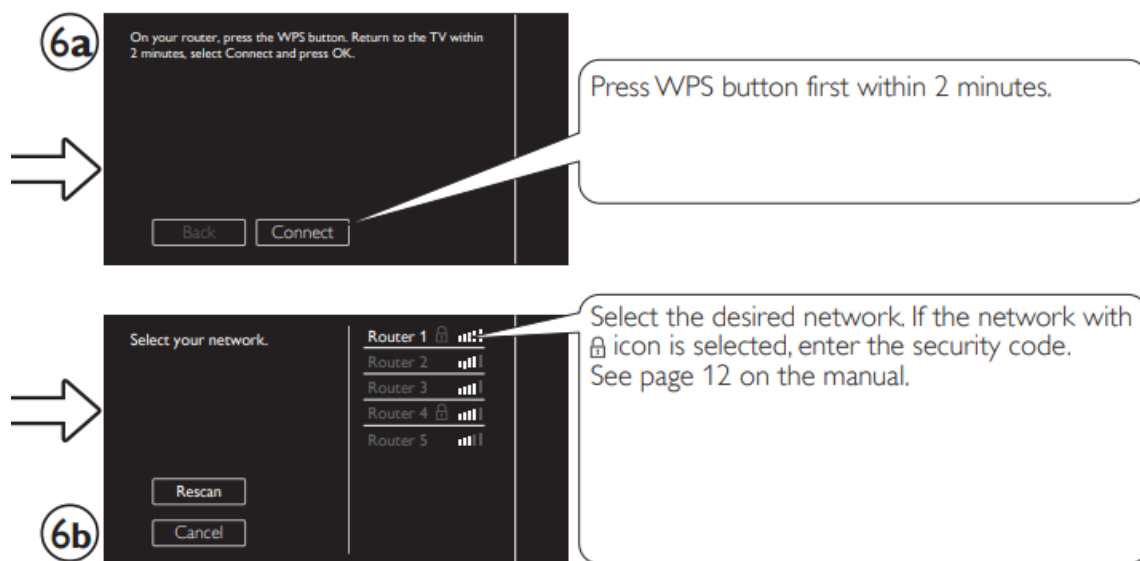 6a
On your router, press the WPS button. Return to the TV within
2 minutes, select Connect and press OK.
Press WPS button first within 2 minutes.
Back
Connect
Select your network.
Router 1
Router 2
Router 3
Router 4
Router 5
Rescan
Cancel
6b
Select the desired network. If the network with
icon is selected, enter the security code.
See page 12 on the manual.